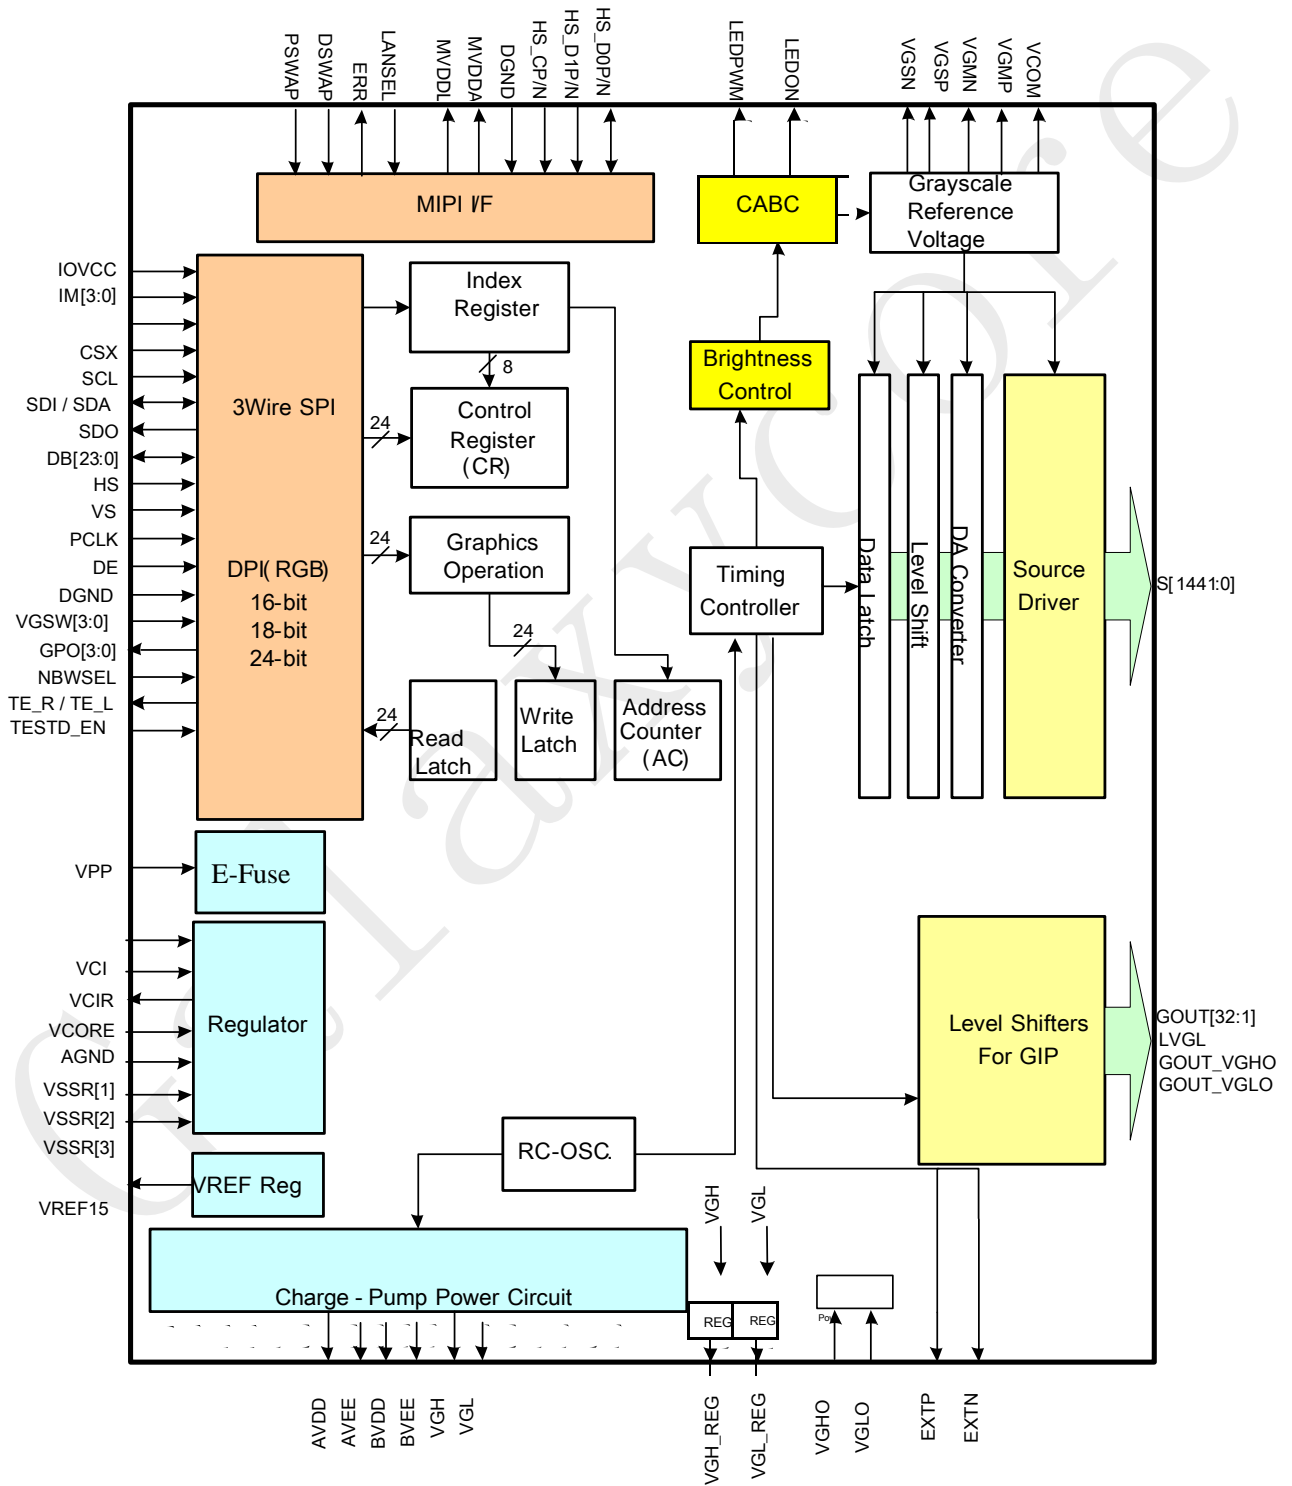 PSWAP
DSWAP
ERR
LANSEL
MVDDL
MVDDA
DGND
HS_CP/N
HS_D1P/N
HS_D0P/N
LEDPWM
LEDON
VGSN
VGSP
VGMN
VGMP
VCOM
MIPI I/F
CABC
Grayscale
Reference
Voltage
IOVCC
IM[3:0]
CSX
SCL
SDI / SDA
SDO
DB[23:0]
HS
VS
PCLK
DE
DGND
VGSW[3:0]
GPO[3:0]
NBWSEL
TE_R / TE_L
TESTD_EN
3Wire SPI
DPI( RGB)
16-bit
18-bit
24-bit
Index
Register
8
24
Control
Register
(CR)
24
Graphics
Operation
24
24
Read
Latch
Write
Latch
Address
Counter
(AC)
Brightness
Control
Timing
Controller
Data Latch
Level Shift
DA Converter
Source
Driver
S[1441:0]
VPP
E-Fuse
VCI
VCIR
VCORE
AGND
VSSR[1]
VSSR[2]
VSSR[3]
Regulator
VREF15
VREF Reg
RC-OSC.
Level Shifters
For GIP
GOUT[32:1]
LVGL
GOUT_VGHO
GOUT_VGLO
Charge - Pump Power Circuit
VGH
VGL
REG
REG
Po
AVDD
AVEE
BVDD
BVEE
VGH
VGL
VGH_REG
VGL_REG
VGHO
VGLO
EXTP
EXTN
Galaxycore